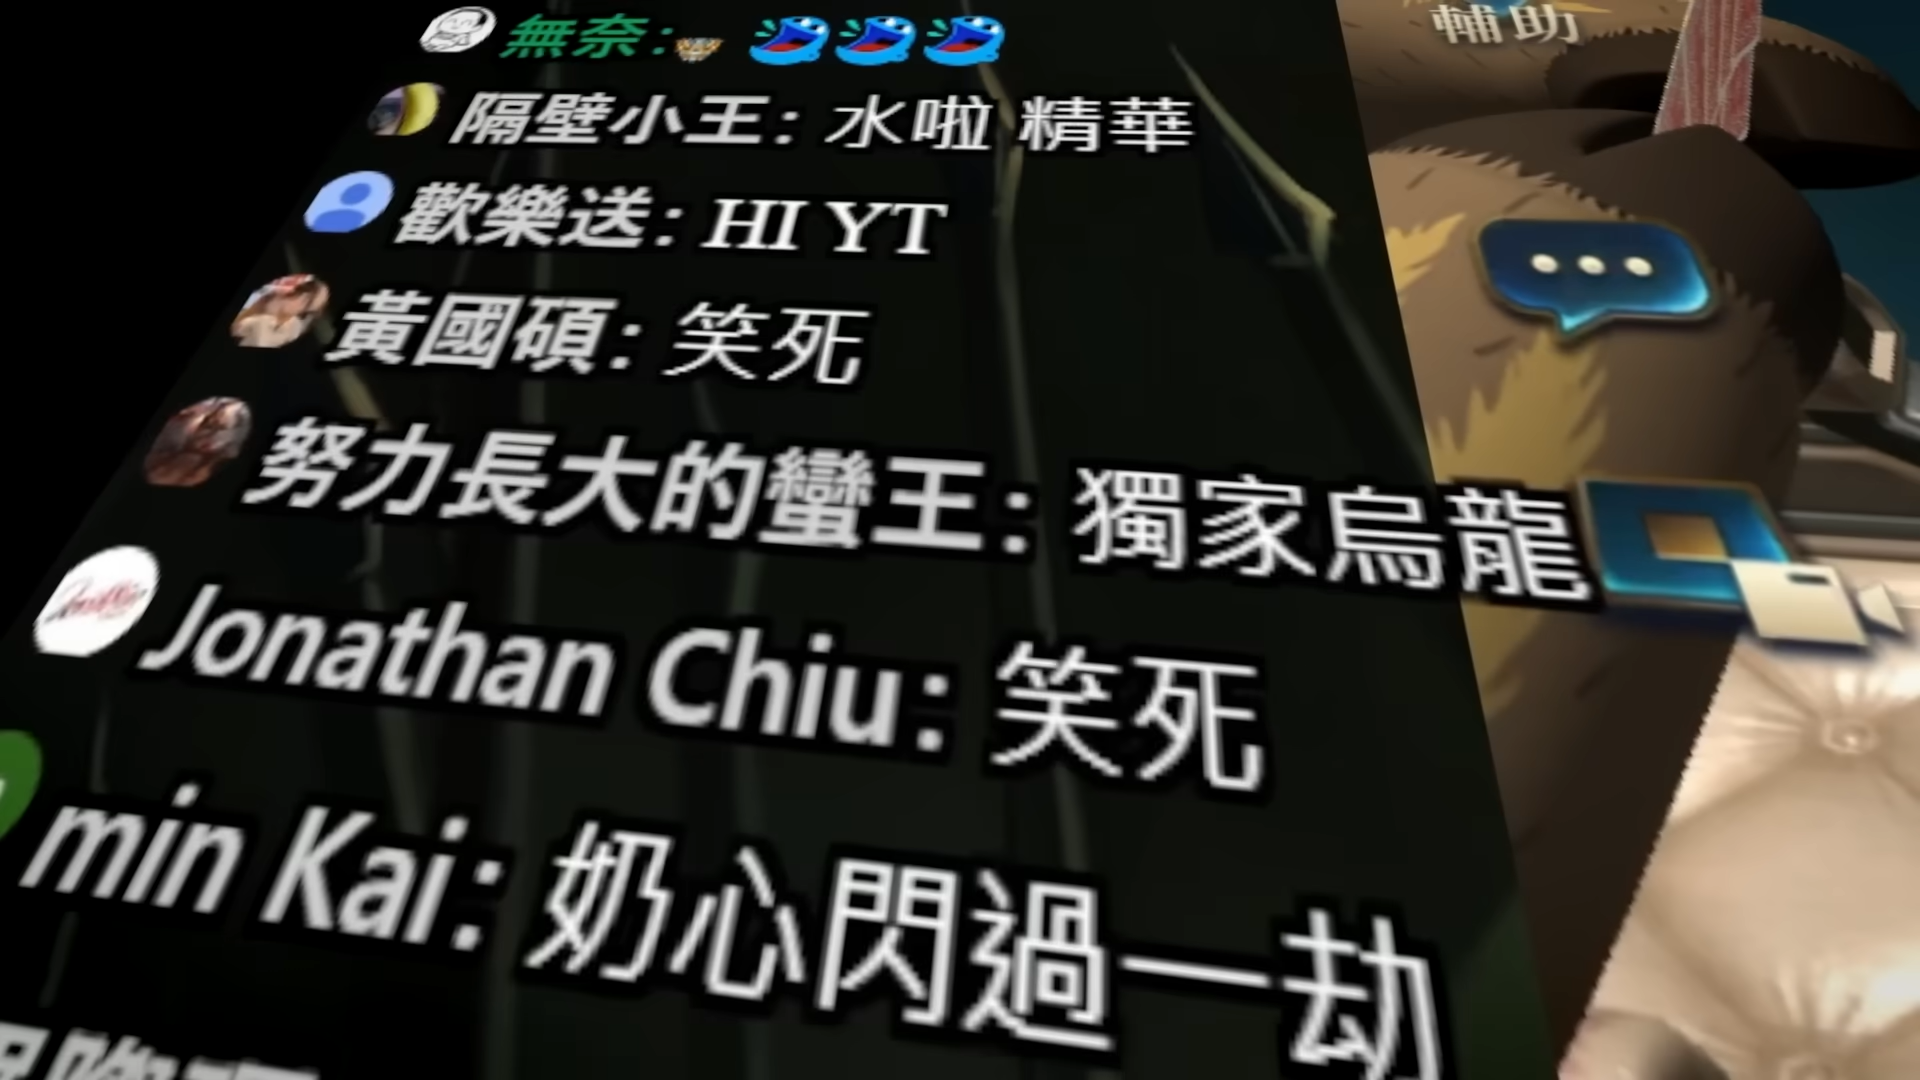 無奈:
輔助
隔壁小王: 水啦 精華
歡樂送: HI YT
黃國碩: 笑死
努力長大的蠻王: 獨家烏龍
Jonathan Chiu: 笑死
min Kai: 奶心閃過一劫